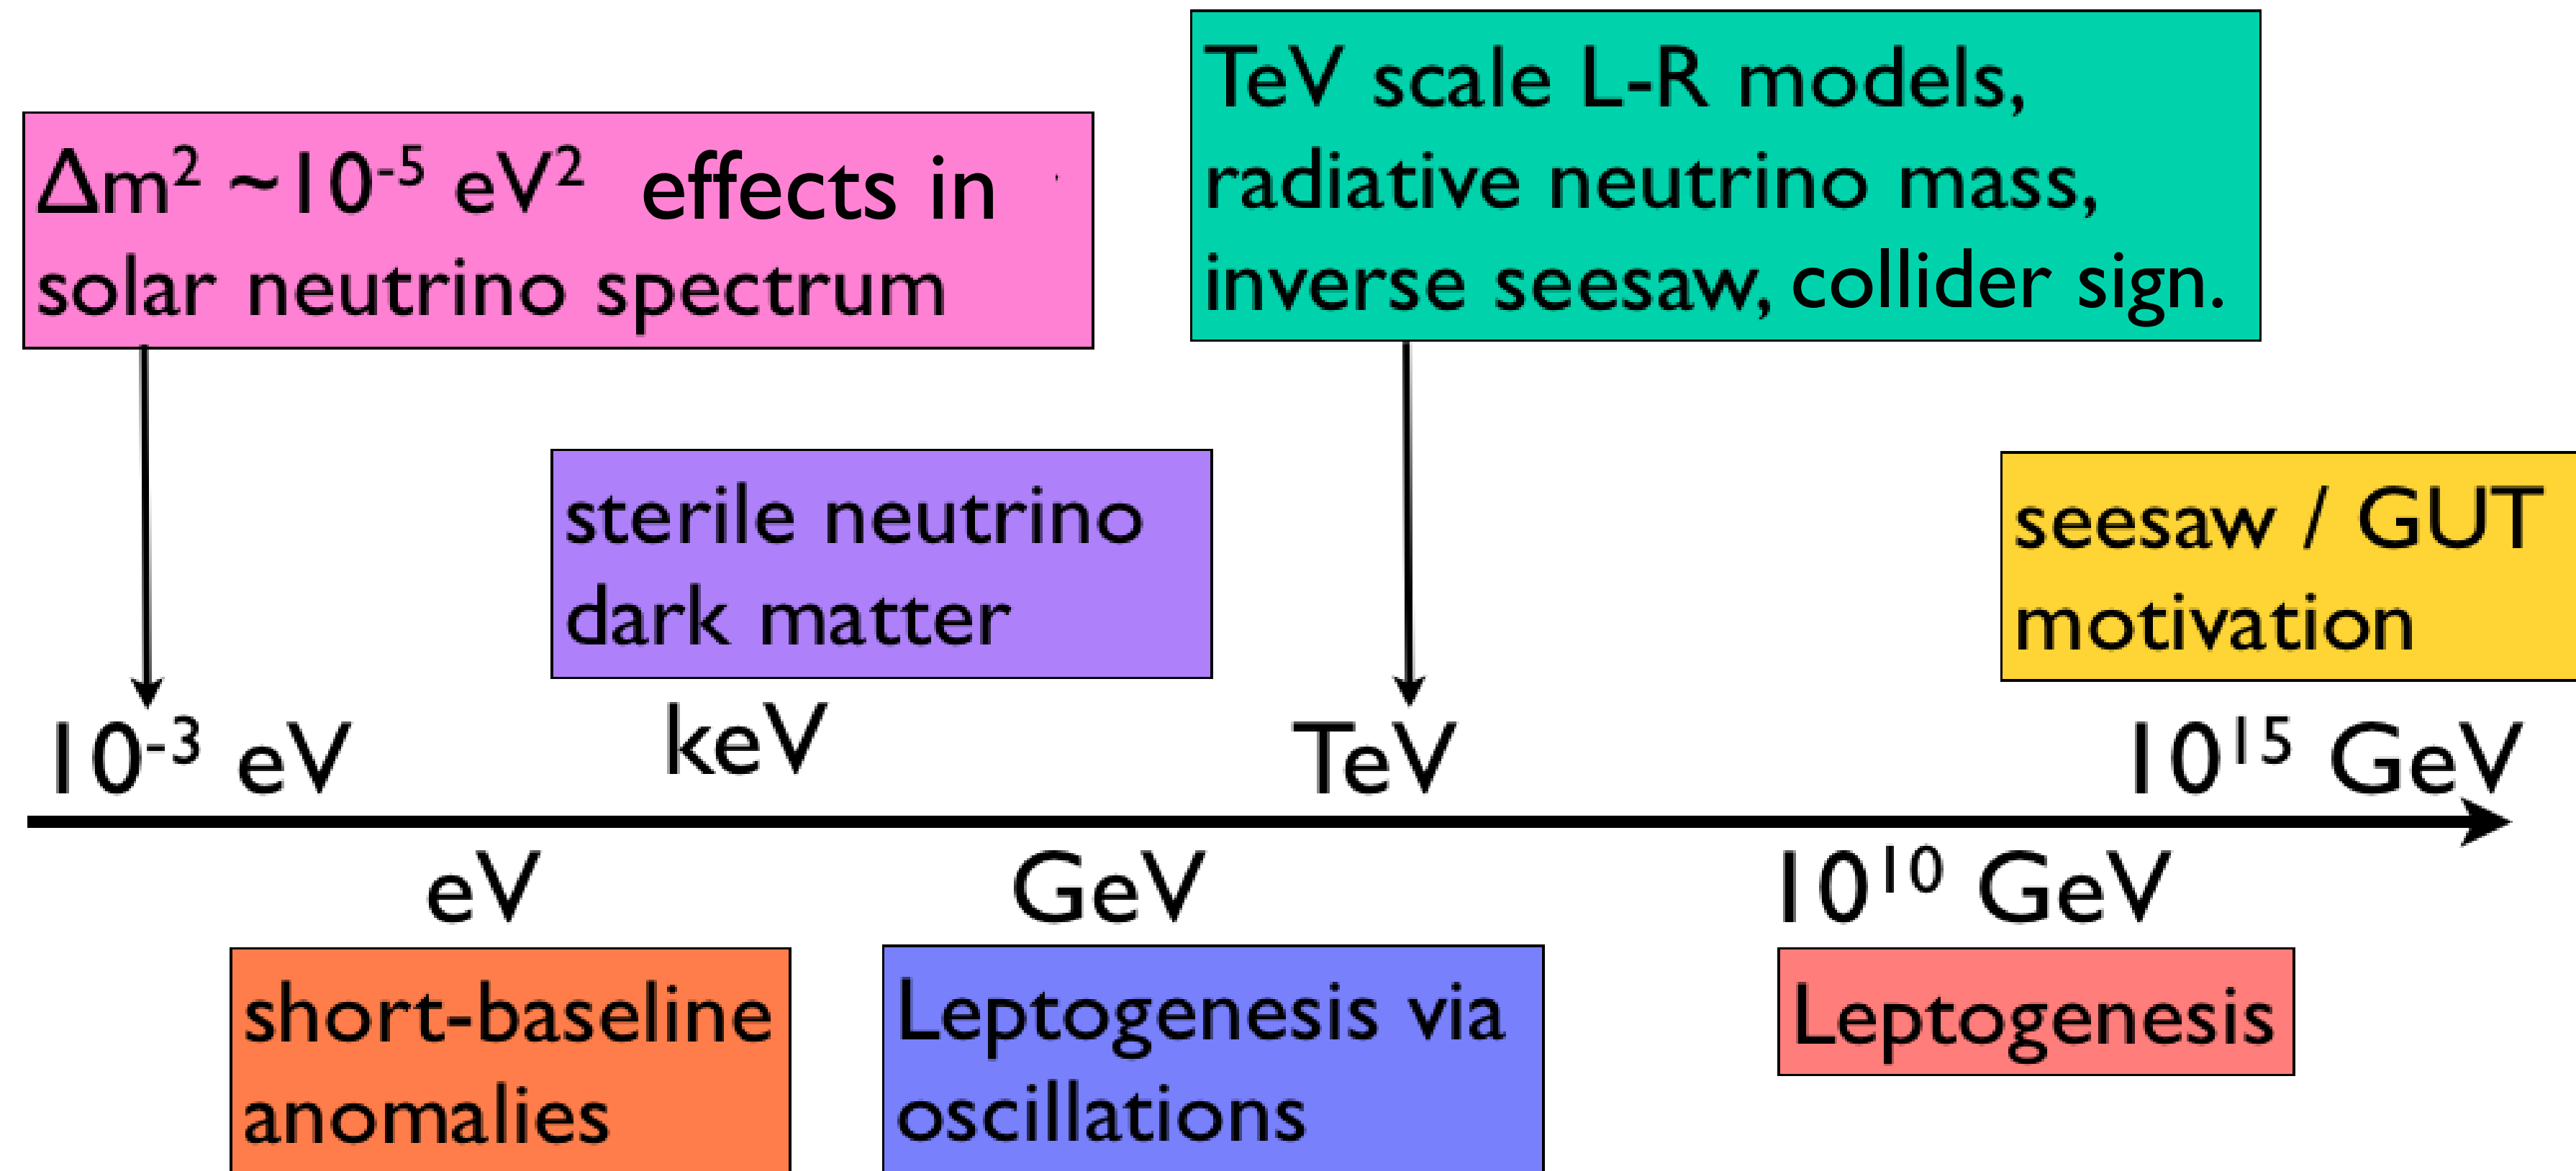 TeV scale L-R models,
radiative neutrino mass,
inverse seesaw, collider sign.
Δm² ~10⁻⁵ eV² effects in
solar neutrino spectrum
sterile neutrino
dark matter
seesaw / GUT
motivation
10⁻³ eV
keV
TeV
10¹⁵ GeV
eV
GeV
10¹⁰ GeV
short-baseline
anomalies
Leptogenesis via
oscillations
Leptogenesis